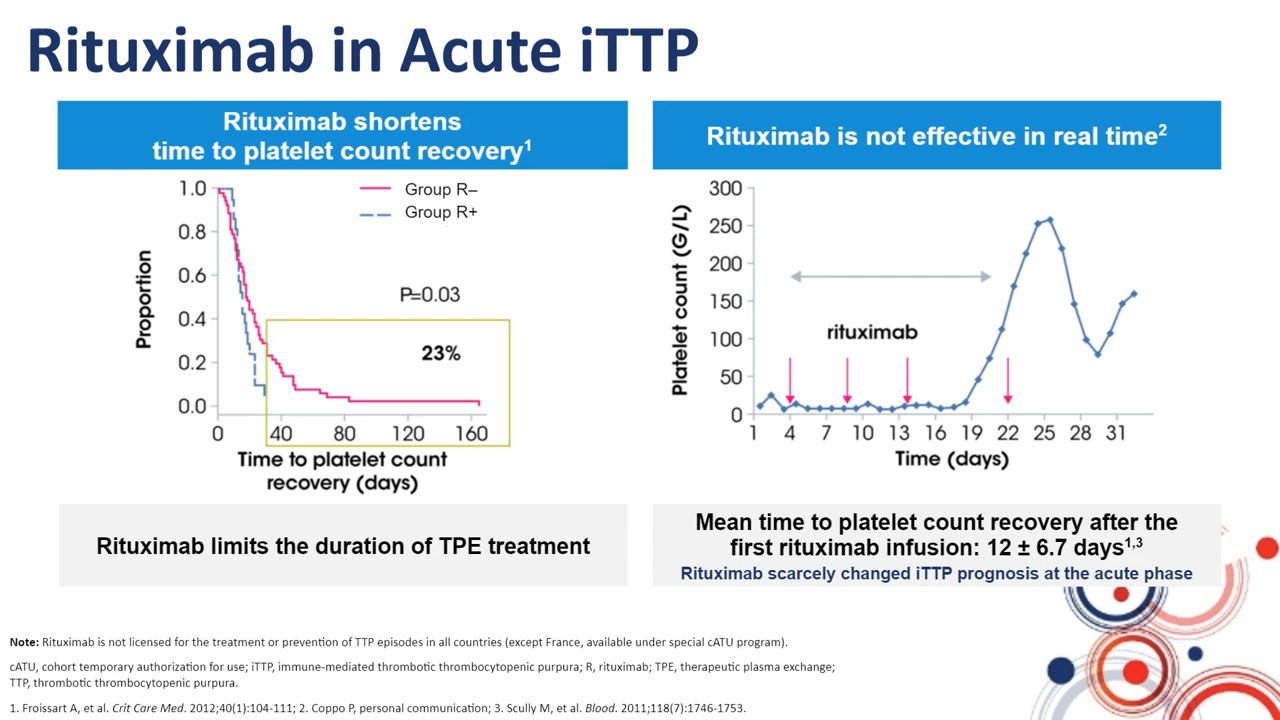 Rituximab in Acute iTTP
Rituximab shortens
time to platelet count recovery1
1.0
0.8
0.6
0.4
0.2
0.0
Proportion
Group R–
Group R+
P=0.03
23%
0 40 80 120 160
Time to platelet count
recovery (days)
Rituximab limits the duration of TPE treatment
Rituximab is not effective in real time2
300
250
200
150
100
50
0
Platelet count (G/L)
rituximab
1 4 7 10 13 16 19 22 25 28 31
Time (days)
Mean time to platelet count recovery after the
first rituximab infusion: 12 ± 6.7 days1,3
Rituximab scarcely changed iTTP prognosis at the acute phase
Note: Rituximab is not licensed for the treatment or prevention of TTP episodes in all countries (except France, available under special cATU program).
cATU, cohort temporary authorization for use; iTTP, immune-mediated thrombotic thrombocytopenic purpura; R, rituximab; TPE, therapeutic plasma exchange;
TTP, thrombotic thrombocytopenic purpura.
1. Froissart A, et al. Crit Care Med. 2012;40(1):104-111; 2. Coppo P, personal communication; 3. Scully M, et al. Blood. 2011;118(7):1746-1753.